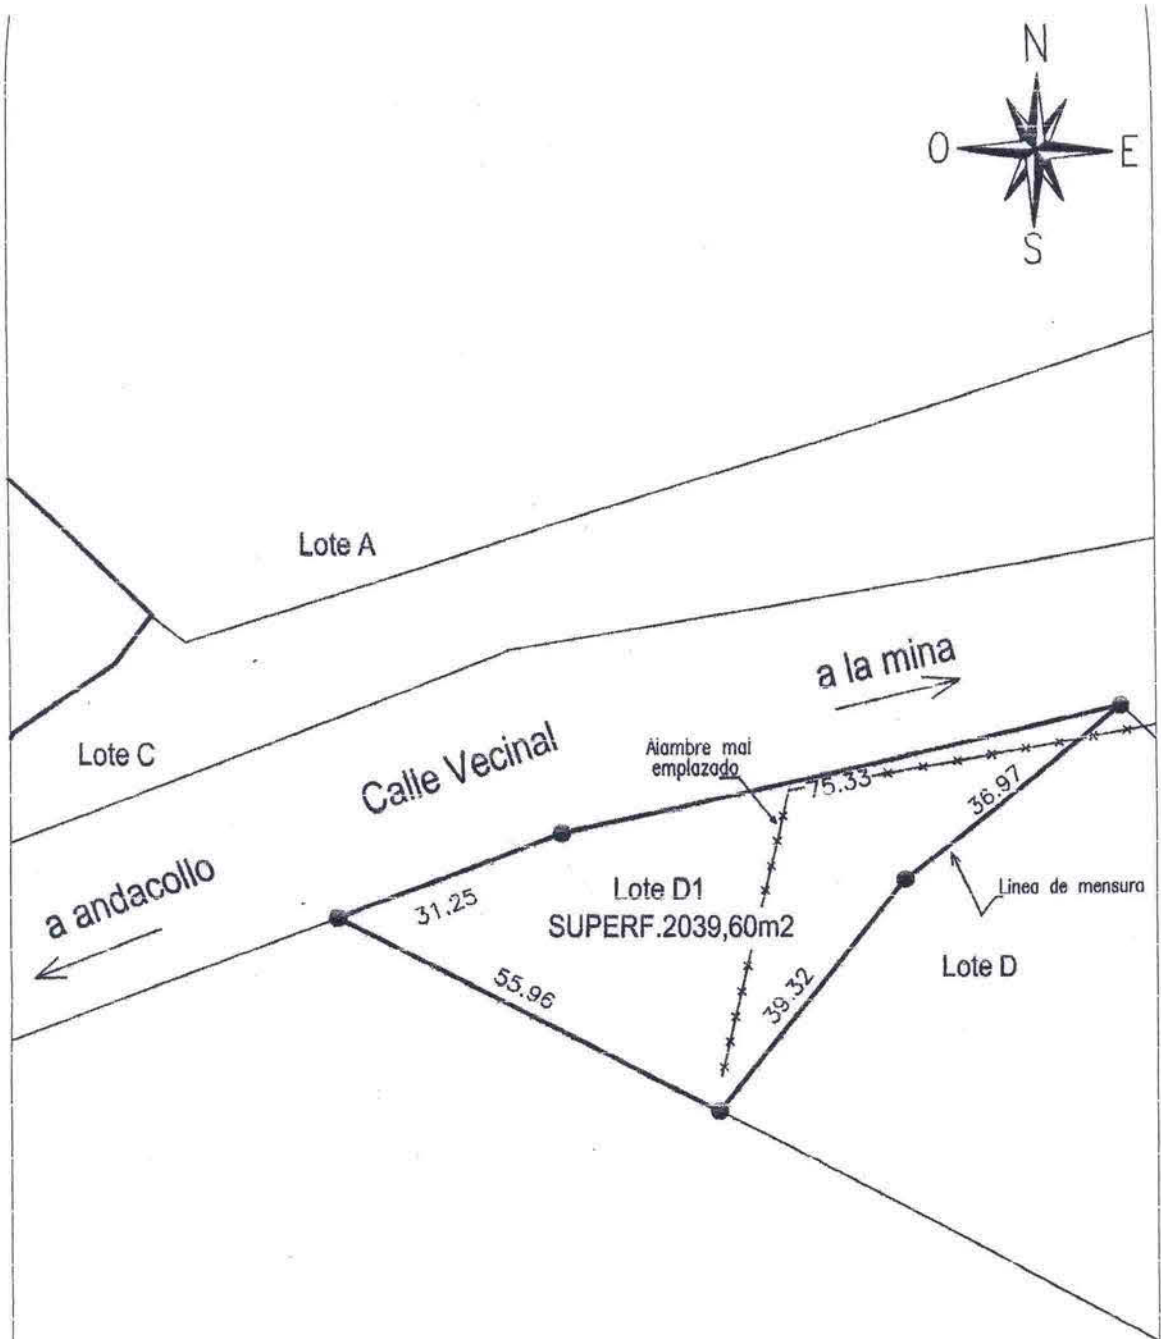 N
O
E
S
Lote A
a la mina
Lote C
Calle Vecinal
Alambre mal
emplazado
75.33
36.97
a andacollo
31.25
Lote D1
SUPERF.2039,60m2
Linea de mensura
Lote D
55.96
39.32